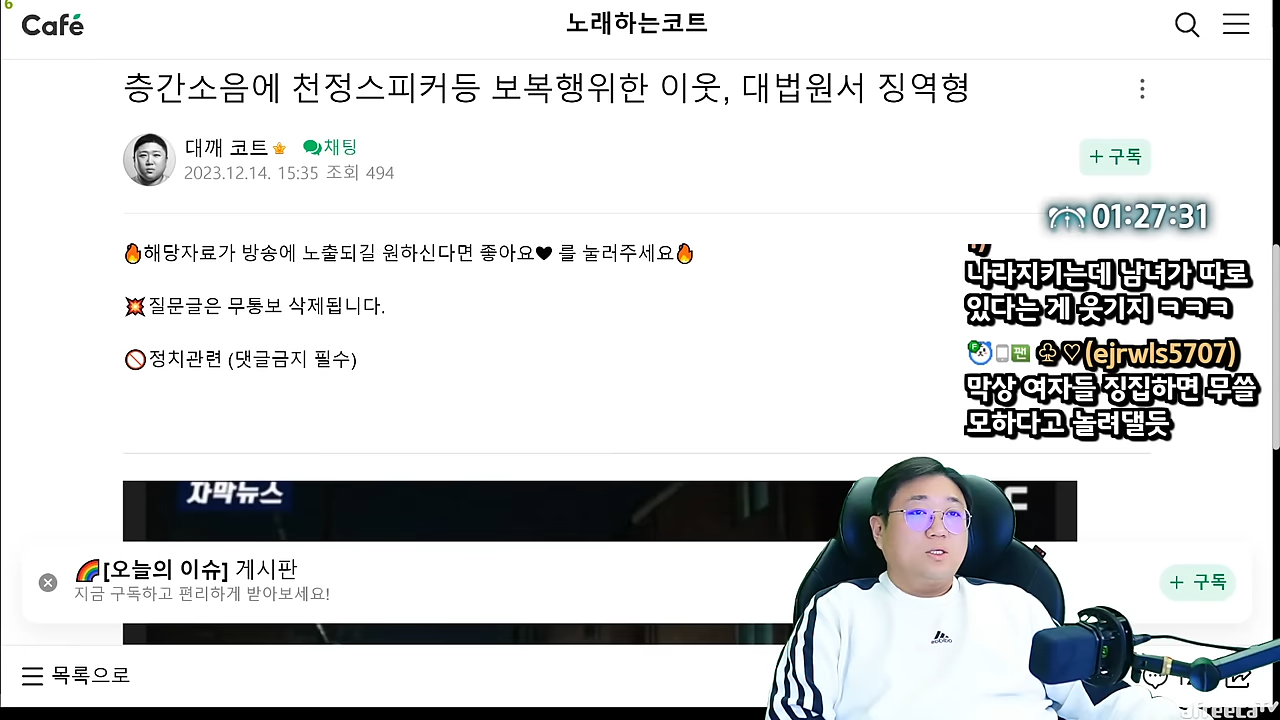 6
Café
노래하는코트
층간소음에 천정스피커등 보복행위한 이웃, 대법원서 징역형
대깨 코트 채팅
2023.12.14. 15:35 조회 494
+ 구독
01:27:31
🔥해당자료가 방송에 노출되길 원하신다면 좋아요🖤 를 눌러주세요🔥
나라지키는데 남녀가 따로
있다는 게 웃기지 ㅋㅋㅋ
💥질문글은 무통보 삭제됩니다.
🚫정치관련 (댓글금지 필수)
F 팬 ♧♡(ejrwls5707)
막상 여자들 징집하면 무쓸
모하다고 놀려댈듯
자막뉴스
🌈[오늘의 이슈] 게시판
지금 구독하고 편리하게 받아보세요!
+ 구독
adidas
목록으로
afreecaTV